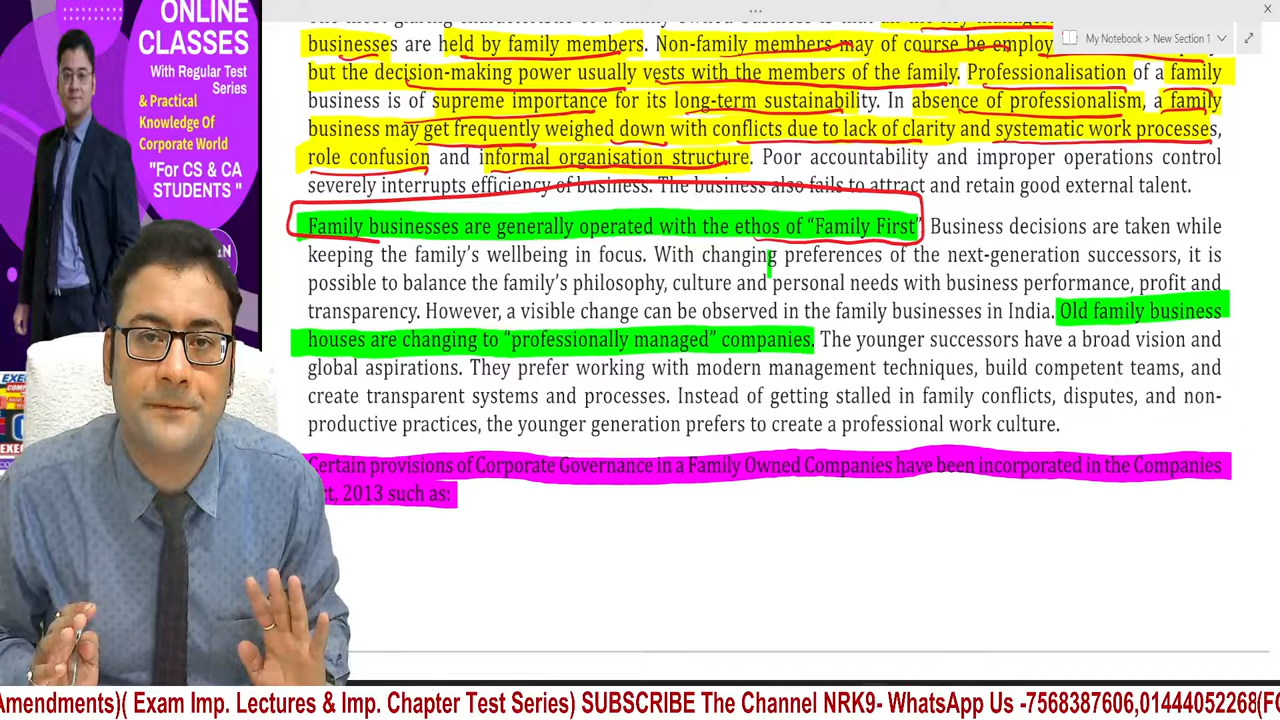 ONLINE
CLASSES
With Regular Test
Series
& Practical
Knowledge Of
Corporate World
"For CS & CA
STUDENTS "
My Notebook > New Section 1
businesses are held by family members. Non-family members may of course be employ
but the decision-making power usually vests with the members of the family. Professionalisation of a family
business is of supreme importance for its long-term sustainability. In absence of professionalism, a family
business may get frequently weighed down with conflicts due to lack of clarity and systematic work processes,
role confusion and informal organisation structure. Poor accountability and improper operations control
severely interrupts efficiency of business. The business also fails to attract and retain good external talent.
Family businesses are generally operated with the ethos of “Family First”. Business decisions are taken while
keeping the family’s wellbeing in focus. With changing preferences of the next-generation successors, it is
possible to balance the family’s philosophy, culture and personal needs with business performance, profit and
transparency. However, a visible change can be observed in the family businesses in India. Old family business
houses are changing to “professionally managed” companies. The younger successors have a broad vision and
global aspirations. They prefer working with modern management techniques, build competent teams, and
create transparent systems and processes. Instead of getting stalled in family conflicts, disputes, and non-
productive practices, the younger generation prefers to create a professional work culture.
Certain provisions of Corporate Governance in a Family Owned Companies have been incorporated in the Companies
ct, 2013 such as:
Amendments)( Exam Imp. Lectures & Imp. Chapter Test Series) SUBSCRIBE The Channel NRK9- WhatsApp Us -7568387606,01444052268(FO